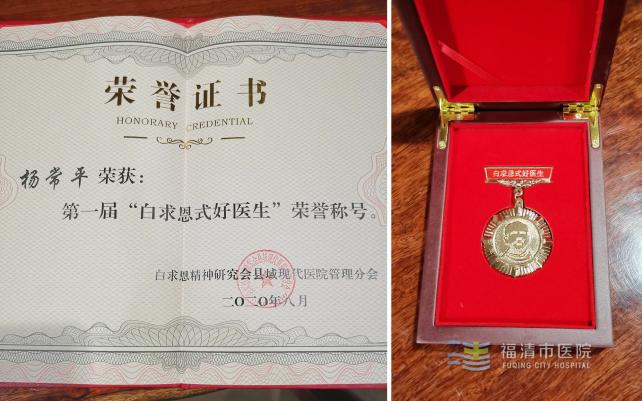 荣誉证书
HONORARY CREDENTIAL
杨常平 荣获：
第一届“白求恩式好医生”荣誉称号。
白求恩精神研究会县域现代医院管理分会
二〇二〇年八月
白求恩式好医生
福清市医院
FUQING CITY HOSPITAL